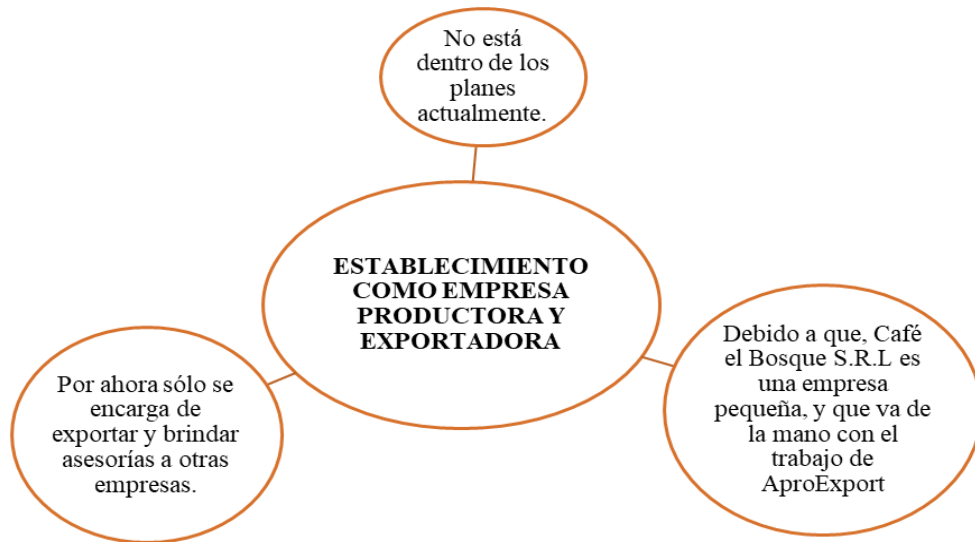 No está
dentro de los
planes
actualmente.
ESTABLECIMIENTO
COMO EMPRESA
PRODUCTORA Y
EXPORTADORA
Debido a que, Café
el Bosque S.R.L es
una empresa
pequeña, y que va de
la mano con el
trabajo de
AproExport
Por ahora sólo se
encarga de
exportar y brindar
asesorías a otras
empresas.